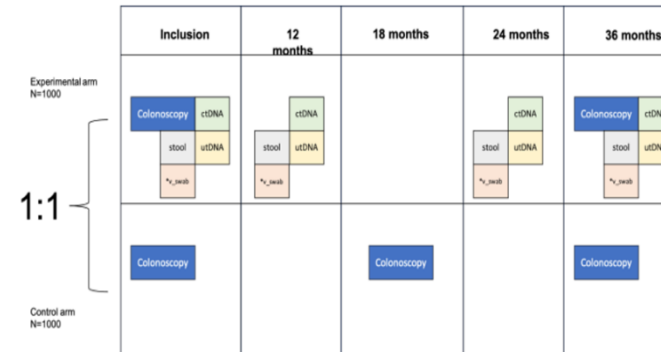 Inclusion
12 months
18 months
24 months
36 months
Experimental arm
N=1000
Colonoscopy
ctDNA
stool
utDNA
*v_swab
ctDNA
stool
utDNA
*v_swab
ctDNA
stool
utDNA
*v_swab
Colonoscopy
ctDN
stool
utDN
*v_swab
1:1
Colonoscopy
Colonoscopy
Colonoscopy
Control arm
N=1000